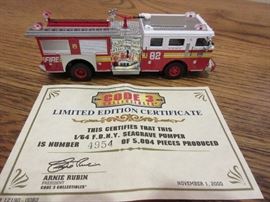 FIRE
82
CODE 3
COLLECTIBLES
LIMITED EDITION CERTIFICATE
THIS CERTIFIES THAT THIS
1/64 F.D.N.Y. SEAGRAVE PUMPER
IS NUMBER 4954 OF 5,004 PIECES PRODUCED
ARNIE RUBIN
PRESIDENT
CODE 3 COLLECTIBLES
NOVEMBER 1, 2000